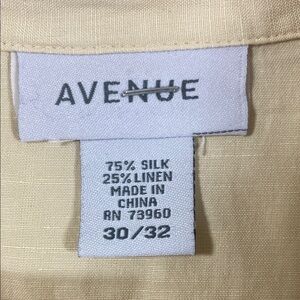 AVENUE
75% SILK
25% LINEN
MADE IN
CHINA
RN 73960
30/32